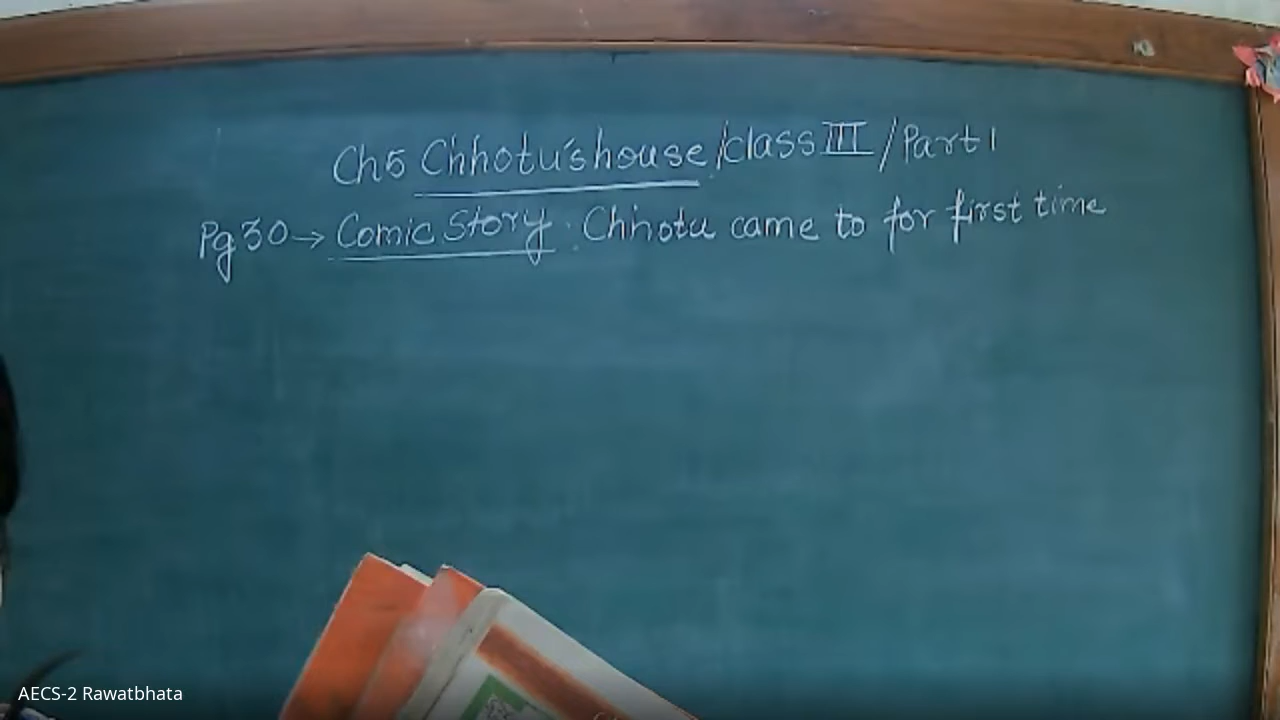 Ch 5 Chhotu's house / class III / Part 1
Pg 30 → Comic Story : Chhotu came to for first time
AECS-2 Rawatbhata